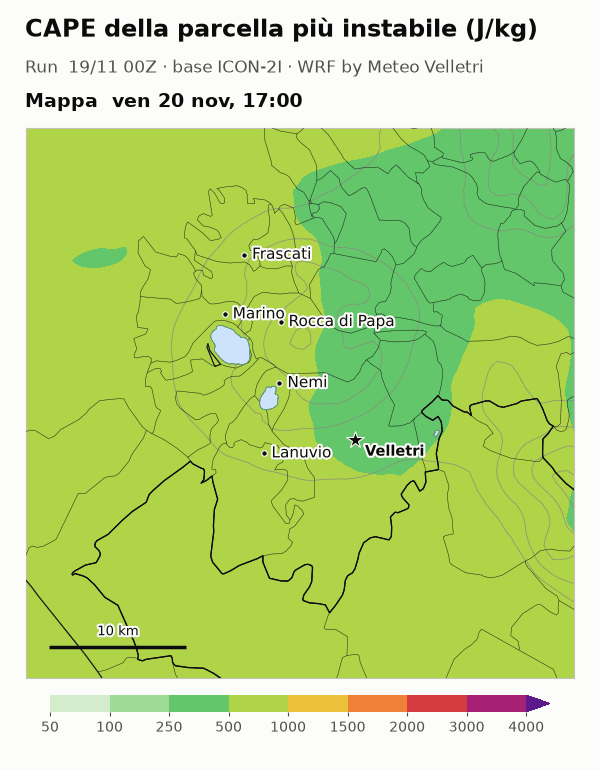 CAPE della parcella più instabile (J/kg)
Run  19/11 00Z · base ICON-2I · WRF by Meteo Velletri
Mappa  ven 20 nov, 17:00
Frascati
Marino
Rocca di Papa
Nemi
Velletri
Lanuvio
10 km
50 100 250 500 1000 1500 2000 3000 4000